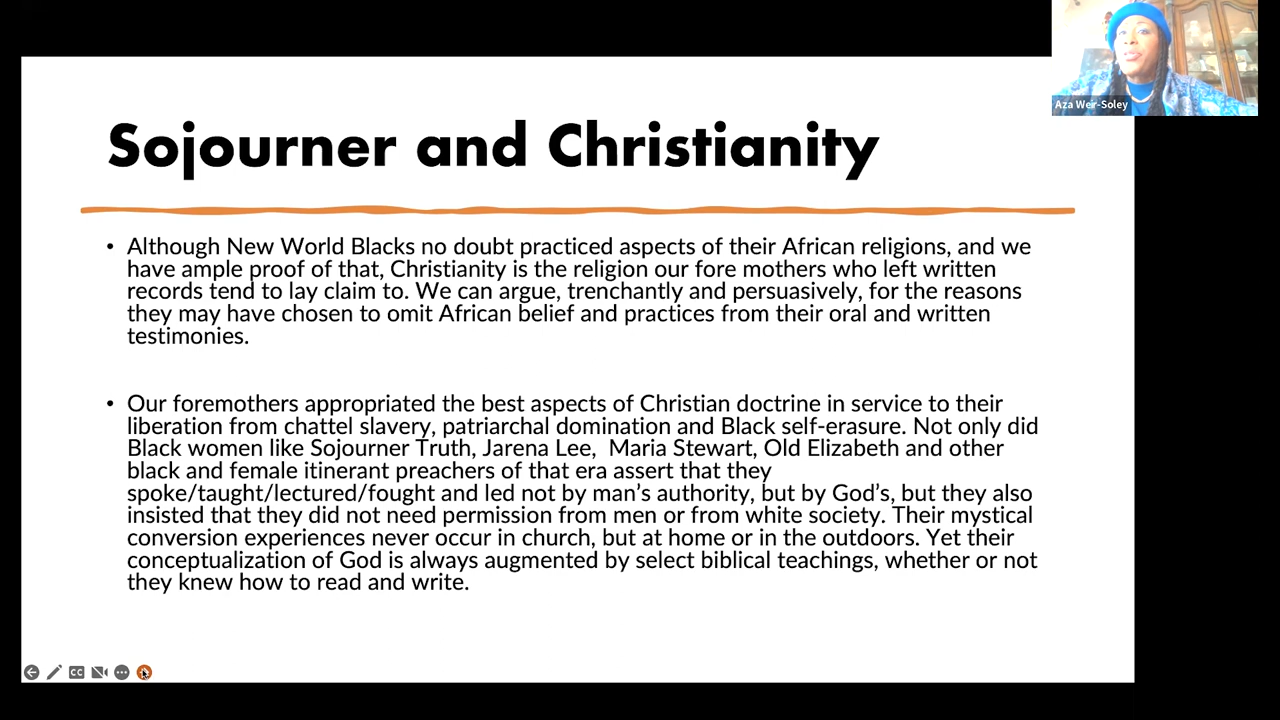 Aza Weir-Soley
Sojourner and Christianity
• Although New World Blacks no doubt practiced aspects of their African religions, and we
have ample proof of that, Christianity is the religion our fore mothers who left written
records tend to lay claim to. We can argue, trenchantly and persuasively, for the reasons
they may have chosen to omit African belief and practices from their oral and written
testimonies.
• Our foremothers appropriated the best aspects of Christian doctrine in service to their
liberation from chattel slavery, patriarchal domination and Black self-erasure. Not only did
Black women like Sojourner Truth, Jarena Lee, Maria Stewart, Old Elizabeth and other
black and female itinerant preachers of that era assert that they
spoke/taught/lectured/fought and led not by man's authority, but by God's, but they also
insisted that they did not need permission from men or from white society. Their mystical
conversion experiences never occur in church, but at home or in the outdoors. Yet their
conceptualization of God is always augmented by select biblical teachings, whether or not
they knew how to read and write.
CC